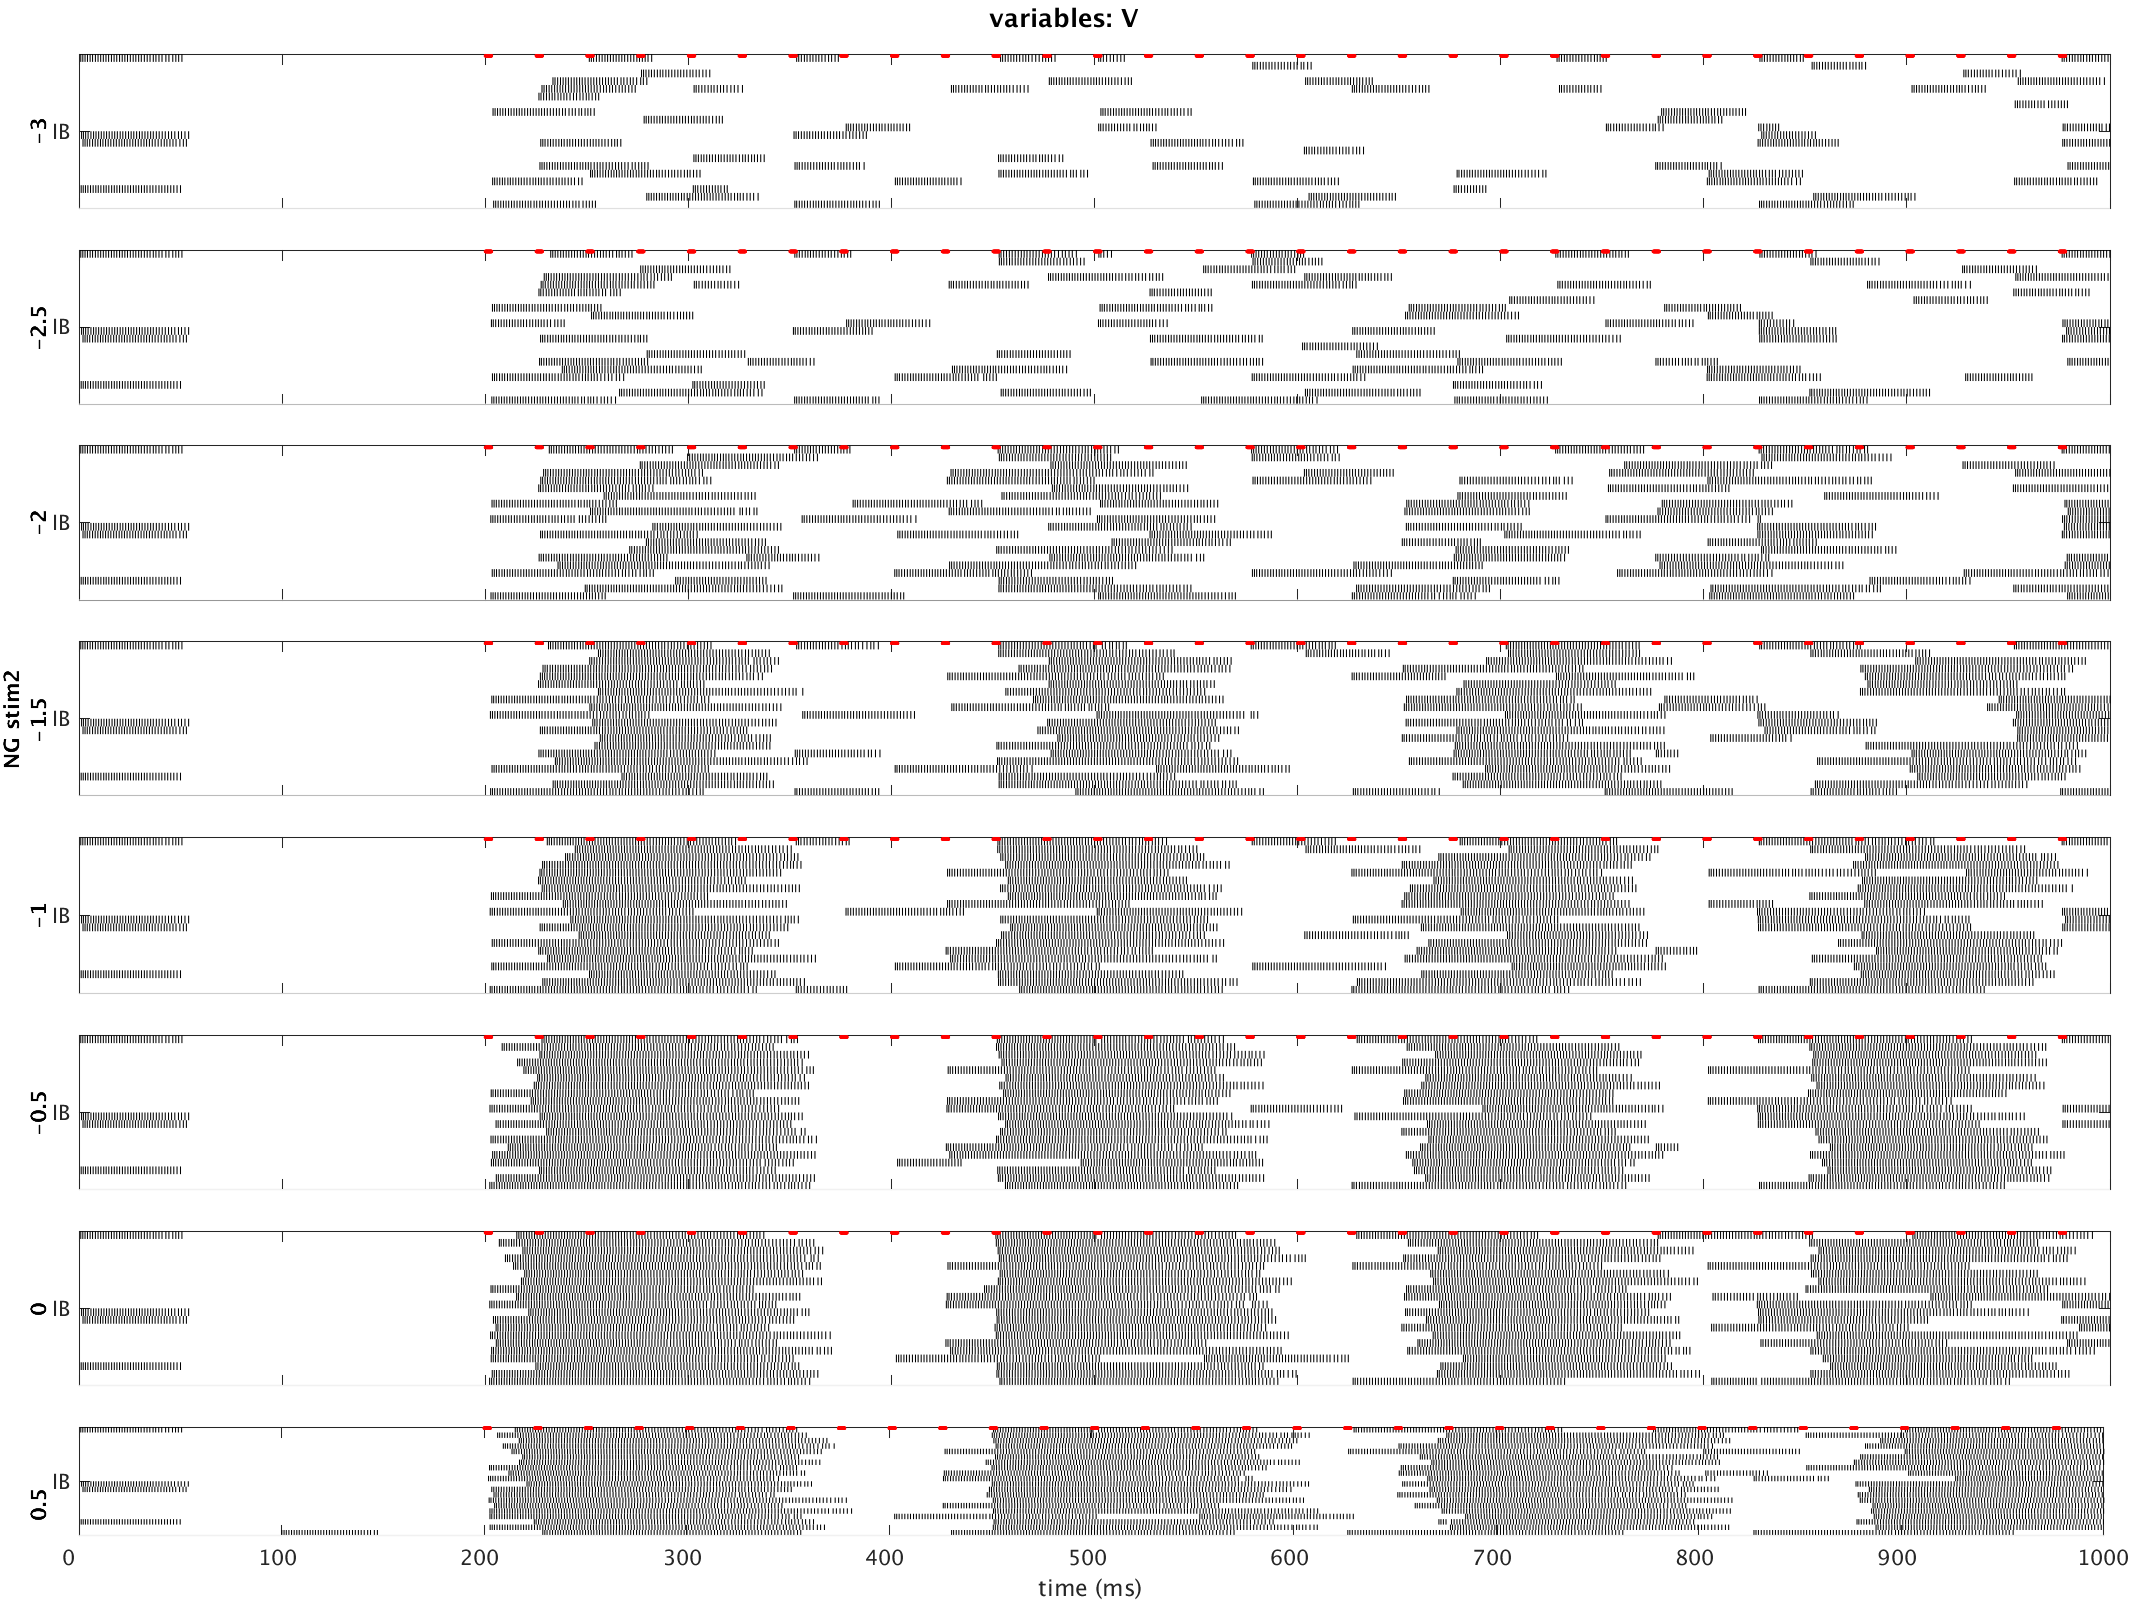 variables: V
−3 IB
−2.5 IB
−2 IB
NG stim2
−1.5 IB
−1 IB
−0.5 IB
0 IB
0.5 IB
0 100 200 300 400 500 600 700 800 900 1000
time (ms)